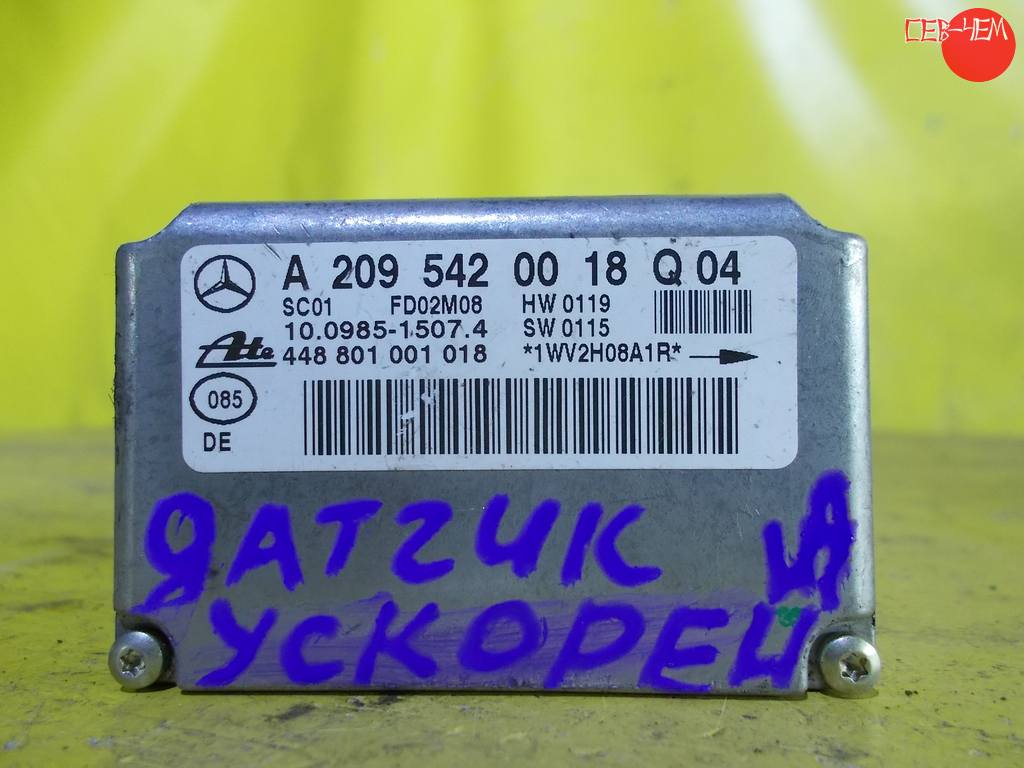 СЕВ-ЧЕМ
A 209 542 00 18 Q 04
SC01 FD02M08 HW 0119
10.0985-1507.4 SW 0115
Ate 448 801 001 018 *1WV2H08A1R*
085
DE
ДАТЧИК
УСКОРЕН